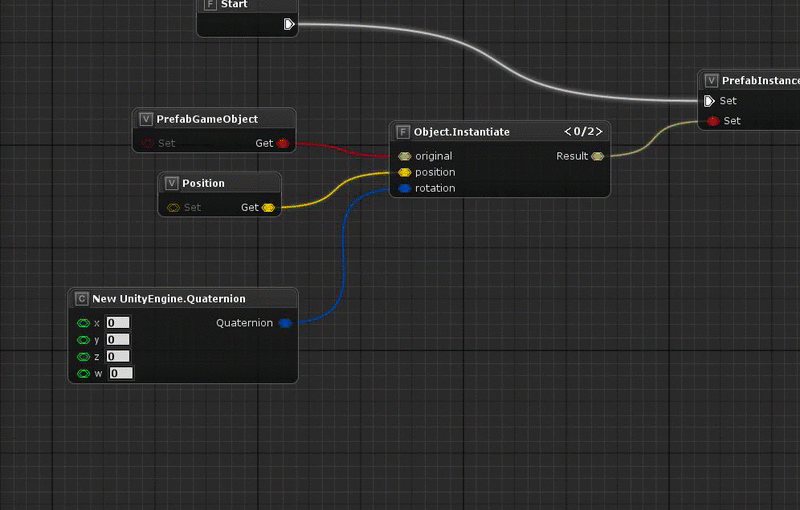 F Start
V PrefabInstance
Set
Set
V PrefabGameObject
Set Get
F Object.Instantiate <0/2>
original Result
position
rotation
V Position
Set Get
C New UnityEngine.Quaternion
x 0 Quaternion
y 0
z 0
w 0